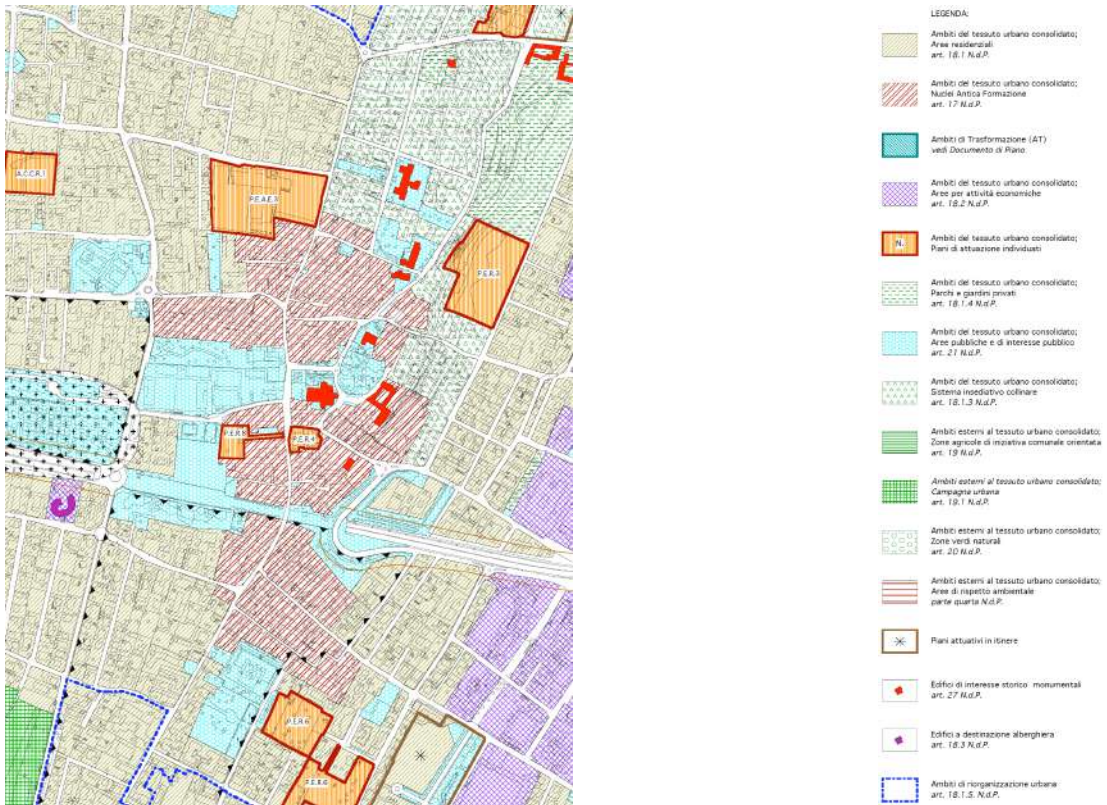 A.C.C.R.1
P.E.A.E.3
P.E.R.3
P.E.R.5
P.E.R.4
P.E.R.6
P.E.R.6
LEGENDA:
Ambiti del tessuto urbano consolidato;
Aree residenziali
art. 18.1 N.d.P.
Ambiti del tessuto urbano consolidato;
Nuclei Antica Formazione
art. 17 N.d.P.
Ambiti di Trasformazione (AT)
vedi Documento di Piano
Ambiti del tessuto urbano consolidato;
Aree per attività economiche
art. 18.2 N.d.P.
N.
Ambiti del tessuto urbano consolidato;
Piani di attuazione individuati
Ambiti del tessuto urbano consolidato;
Parchi e giardini privati
art. 18.1.4 N.d.P.
Ambiti del tessuto urbano consolidato;
Aree pubbliche e di interesse pubblico
art. 21 N.d.P.
Ambiti del tessuto urbano consolidato;
Sistema insediativo collinare
art. 18.1.3 N.d.P.
Ambiti esterni al tessuto urbano consolidato;
Zone agricole di iniziativa comunale orientata
art. 19 N.d.P.
Ambiti esterni al tessuto urbano consolidato;
Campagna urbana
art. 19.1 N.d.P.
Ambiti esterni al tessuto urbano consolidato;
Zone verdi naturali
art. 20 N.d.P.
Ambiti esterni al tessuto urbano consolidato;
Aree di rispetto ambientale
parte quarta N.d.P.
Piani attuativi in itinere
Edifici di interesse storico monumentali
art. 27 N.d.P.
Edifici a destinazione alberghiera
art. 18.3 N.d.P.
Ambiti di riorganizzazione urbana
art. 18.1.5. N.d.P.